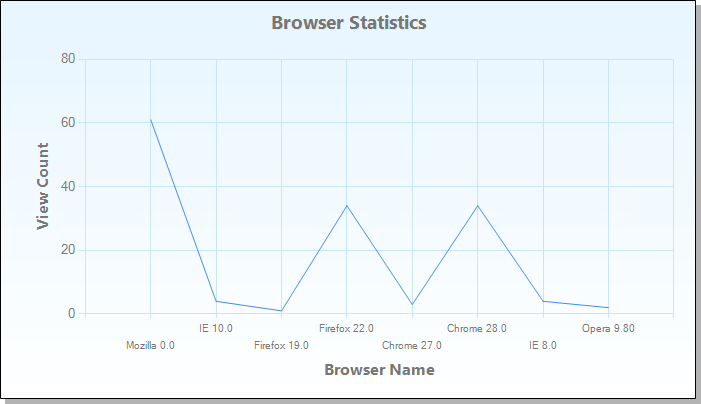 Browser Statistics
80
60
40
20
0
View Count
IE 10.0 Firefox 22.0 Chrome 28.0 Opera 9.80
Mozilla 0.0 Firefox 19.0 Chrome 27.0 IE 8.0
Browser Name